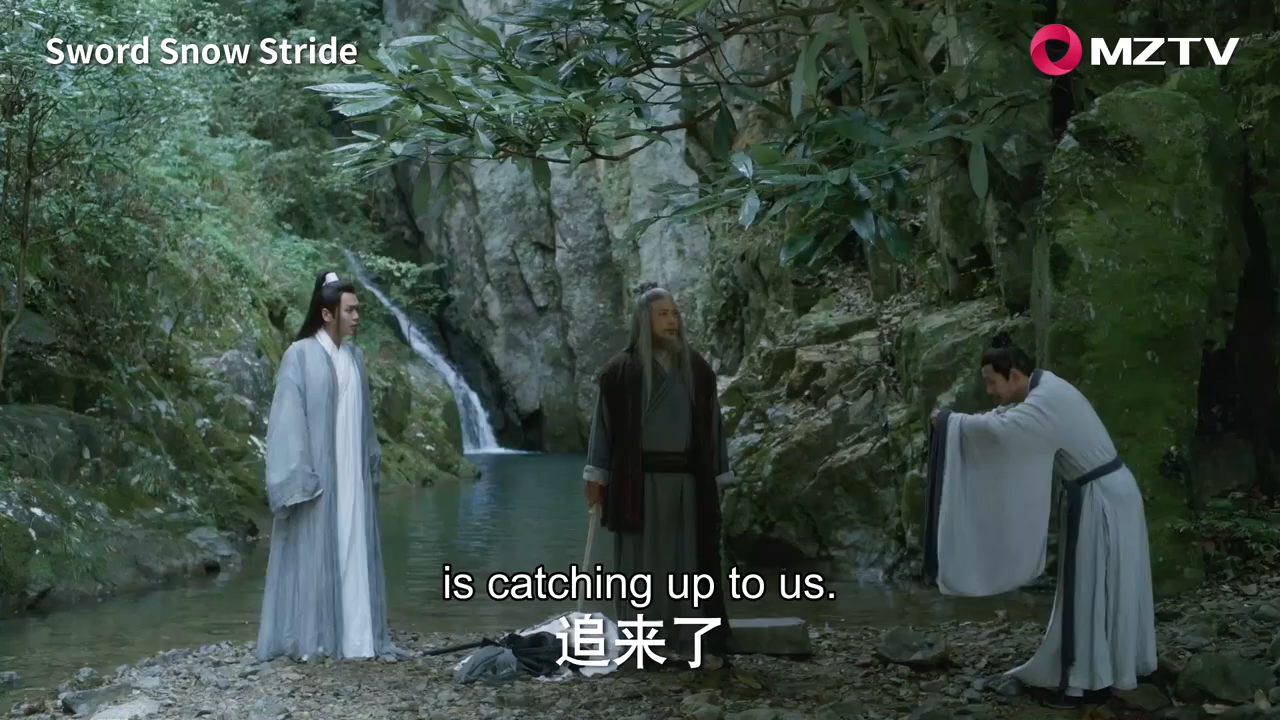 Sword Snow Stride
MZTV
is catching up to us.
追来了